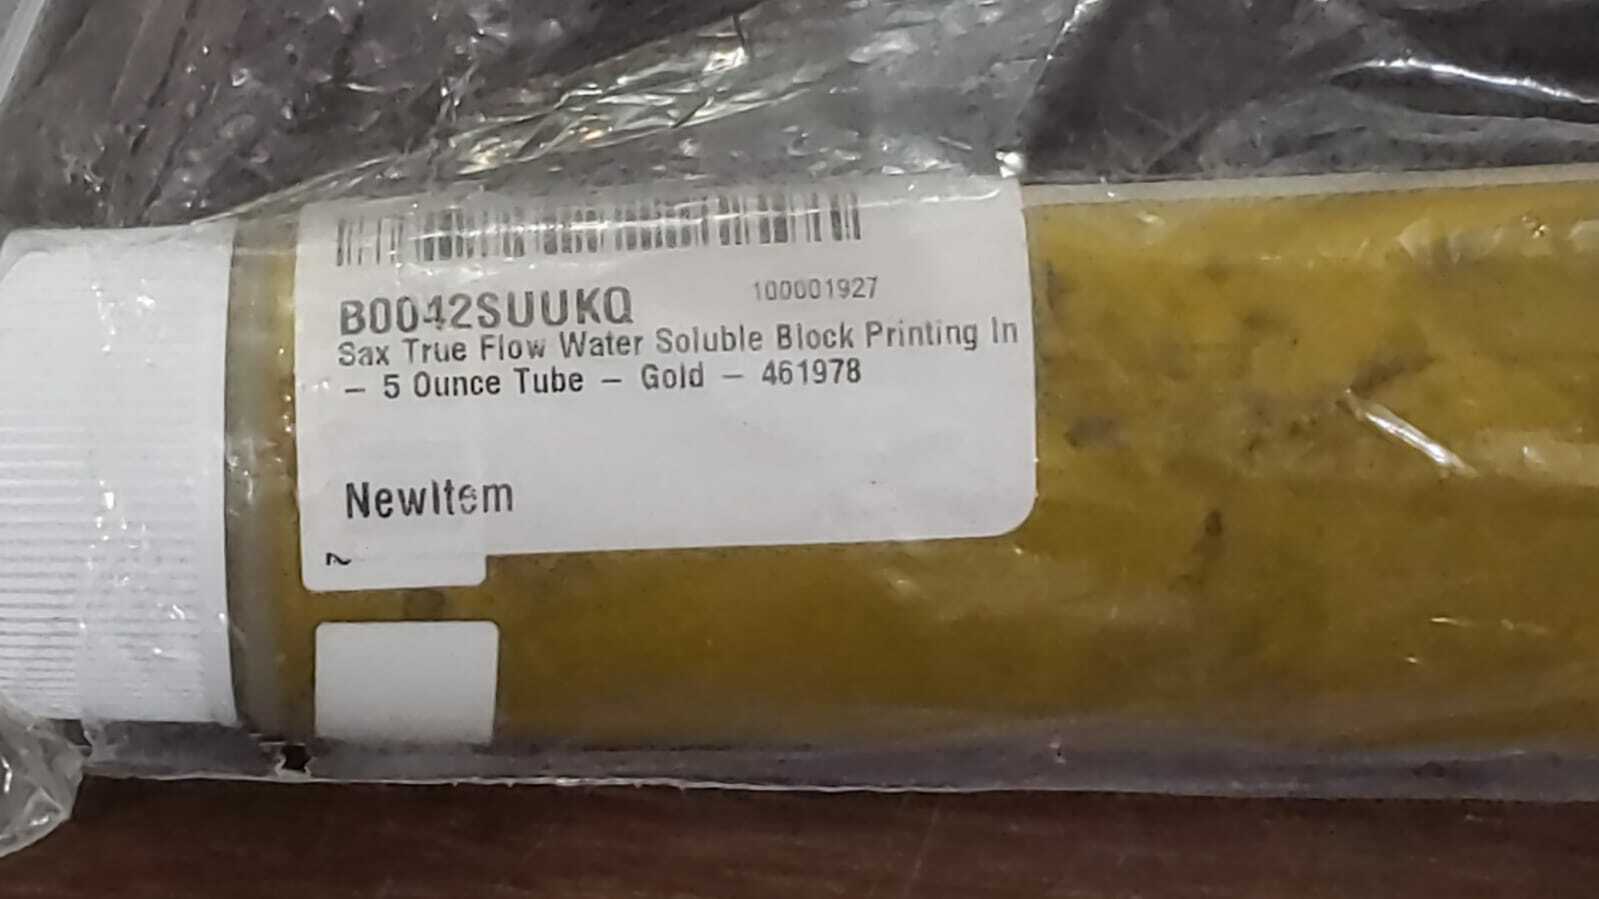 B0042SUUKQ
100001927
Sax True Flow Water Soluble Block Printing In
- 5 Ounce Tube - Gold - 461978
NewItem